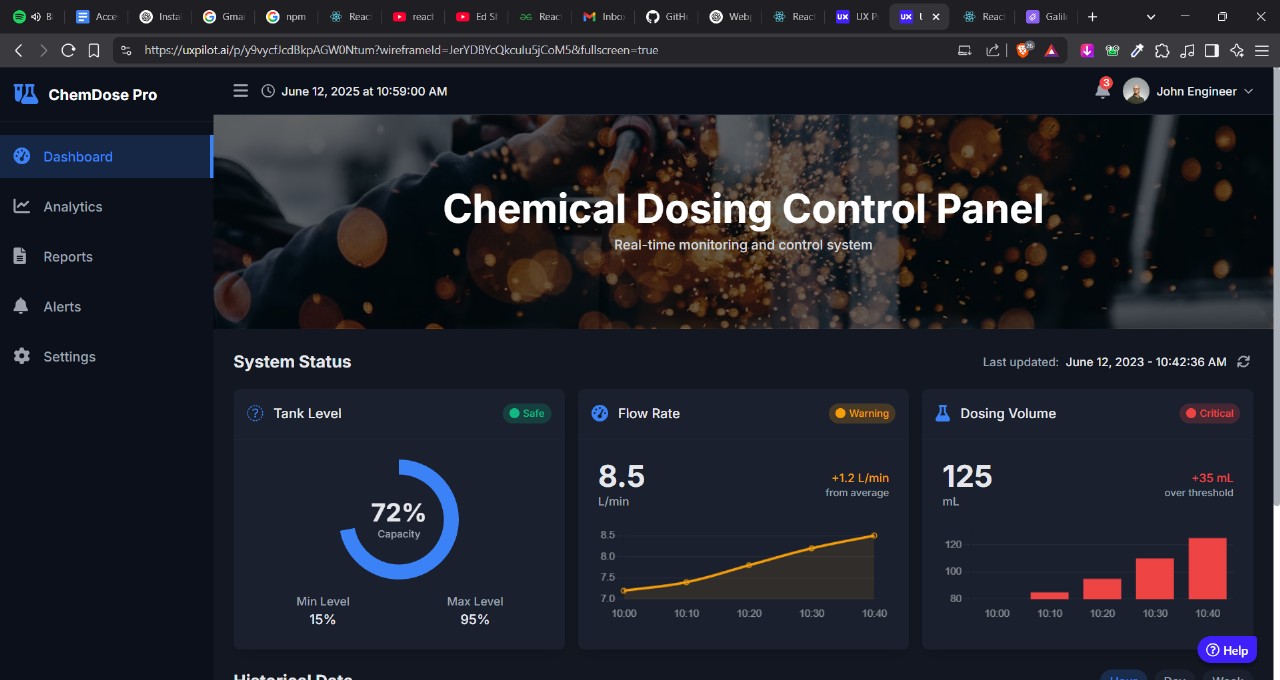 B
Acce
Insta
Gmai
npm
Reac
react
Ed S
Reac
Inbo
GitH
Web
Reac
UX P
L
Reac
Galil
https://uxpilot.ai/p/y9vycfJcdBkpAGW0Ntum?wireframeId=JerYD8YcQkcuIu5jCoM5&fullscreen=true
26
ChemDose Pro
June 12, 2025 at 10:59:00 AM
3
John Engineer
Dashboard
Analytics
Reports
Alerts
Settings
Chemical Dosing Control Panel
Real-time monitoring and control system
System Status
Last updated: June 12, 2023 - 10:42:36 AM
Tank Level
Safe
72%
Capacity
Min Level
15%
Max Level
95%
Flow Rate
Warning
8.5
L/min
+1.2 L/min
from average
8.5
8.0
7.5
7.0
10:00 10:10 10:20 10:30 10:40
Dosing Volume
Critical
125
mL
+35 mL
over threshold
120
100
80
10:00 10:10 10:20 10:30 10:40
Help
Historical Data
Hour Day Week